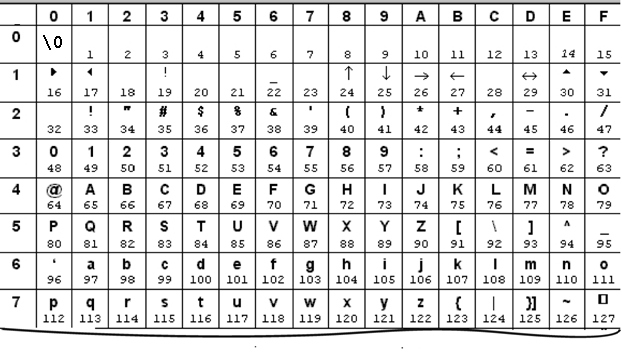 0 1 2 3 4 5 6 7 8 9 A B C D E F
0 \0
1 2 3 4 5 6 7 8 9 10 11 12 13 14 15
1 ! _ ↑ ↓ → ← ↔
16 17 18 19 20 21 22 23 24 25 26 27 28 29 30 31
2 ! " # $ % & ' ( ) * + , - . /
32 33 34 35 36 37 38 39 40 41 42 43 44 45 46 47
3 0 1 2 3 4 5 6 7 8 9 : ; < = > ?
48 49 50 51 52 53 54 55 56 57 58 59 60 61 62 63
4 @ A B C D E F G H I J K L M N O
64 65 66 67 68 69 70 71 72 73 74 75 76 77 78 79
5 P Q R S T U V W X Y Z [ \ ] ^ _
80 81 82 83 84 85 86 87 88 89 90 91 92 93 94 95
6 ‘ a b c d e f g h i j k l m n o
96 97 98 99 100 101 102 103 104 105 106 107 108 109 110 111
7 p q r s t u v w x y z { | }] ~
112 113 114 115 116 117 118 119 120 121 122 123 124 125 126 127